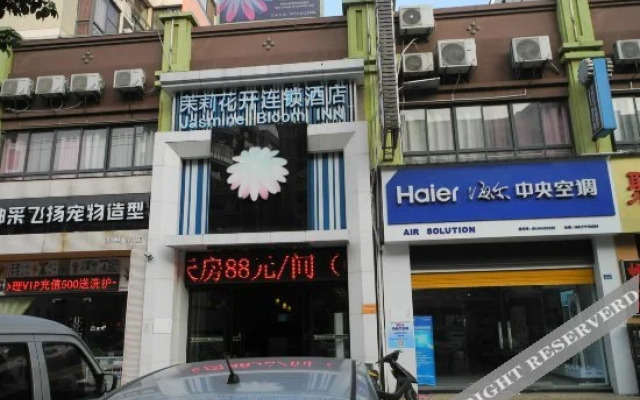 茉莉花开连锁酒店
Jasmine Bloom INN
采飞扬宠物造型
Haier 海尔 中央空调
AIR SOLUTION
房88元/间（
理VIP充值500送洗护
RIGHT RESERVED